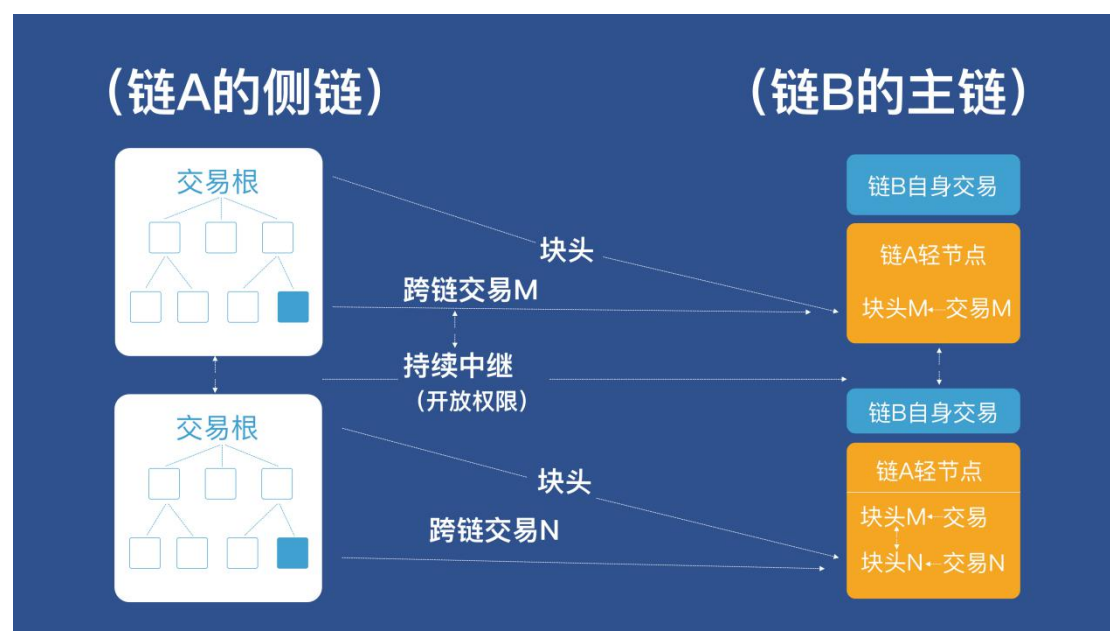 （链A的侧链）
（链B的主链）
交易根
块头
跨链交易M
链B自身交易
链A轻节点
块头M←交易M
持续中继
（开放权限）
交易根
块头
跨链交易N
链B自身交易
链A轻节点
块头M←交易
块头N←交易N